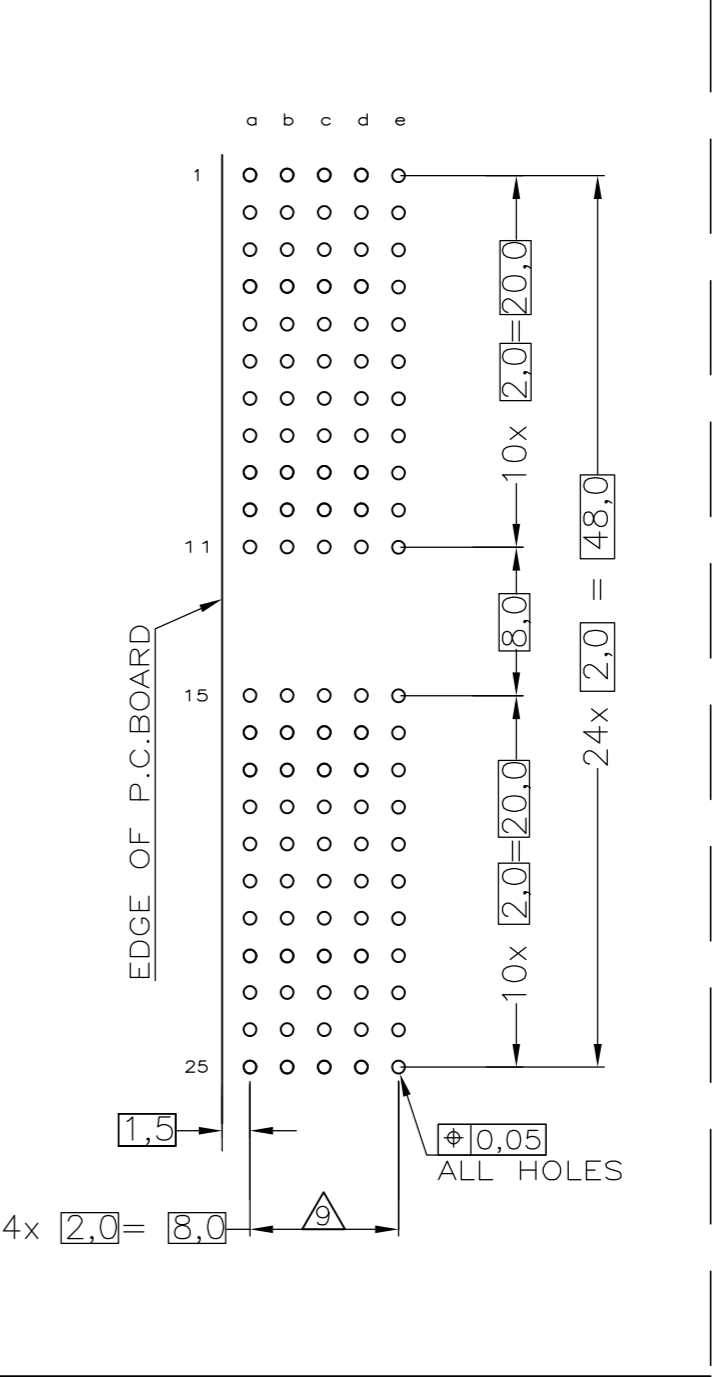 a b c d e
1
10x 2,0=20,0
24x 2,0 = 48,0
11
8,0
EDGE OF P.C.BOARD
15
10x 2,0=20,0
25
1,5
⌖ 0,05
ALL HOLES
4x 2,0= 8,0
9